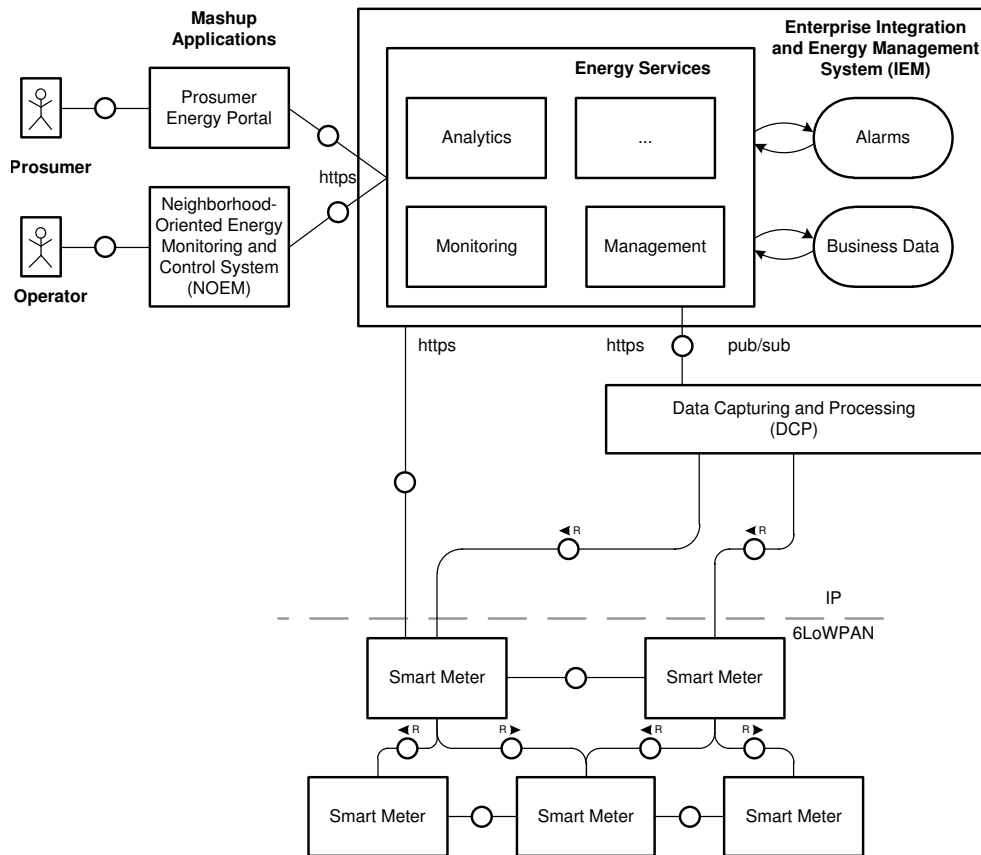 Mashup
Applications
Enterprise Integration
and Energy Management
System (IEM)
Energy Services
Prosumer
Energy Portal
Prosumer
Analytics
...
Alarms
https
Neighborhood-
Oriented Energy
Monitoring and
Control System
(NOEM)
Operator
Monitoring
Management
Business Data
https
https
pub/sub
Data Capturing and Processing
(DCP)
R
R
IP
6LoWPAN
Smart Meter
Smart Meter
R
R
R
R
Smart Meter
Smart Meter
Smart Meter